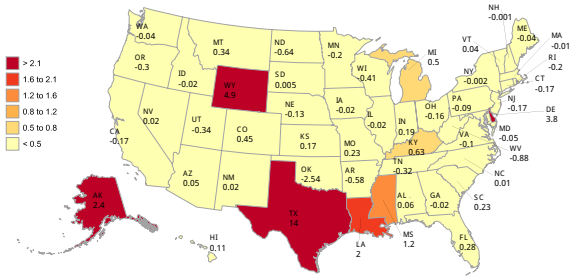 > 2.1
1.6 to 2.1
1.2 to 1.6
0.8 to 1.2
0.5 to 0.8
< 0.5
WA
-0.04
OR
-0.3
CA
-0.17
NV
0.02
ID
-0.02
MT
0.34
WY
4.9
UT
-0.34
CO
0.45
AZ
0.05
NM
0.02
ND
-0.64
SD
0.005
NE
-0.13
KS
0.17
OK
-2.54
TX
14
MN
-0.2
IA
-0.02
MO
0.23
AR
-0.58
LA
2
WI
-0.41
IL
-0.02
MS
1.2
MI
0.5
IN
0.19
KY
0.63
TN
-0.32
AL
0.06
OH
-0.16
GA
-0.02
FL
0.28
SC
0.23
NC
0.01
VA
-0.1
WV
-0.88
MD
-0.05
DE
3.8
NJ
-0.17
PA
-0.09
NY
-0.002
CT
-0.17
RI
-0.2
MA
-0.01
VT
0.04
NH
-0.001
ME
-0.04
AK
2.4
HI
0.11